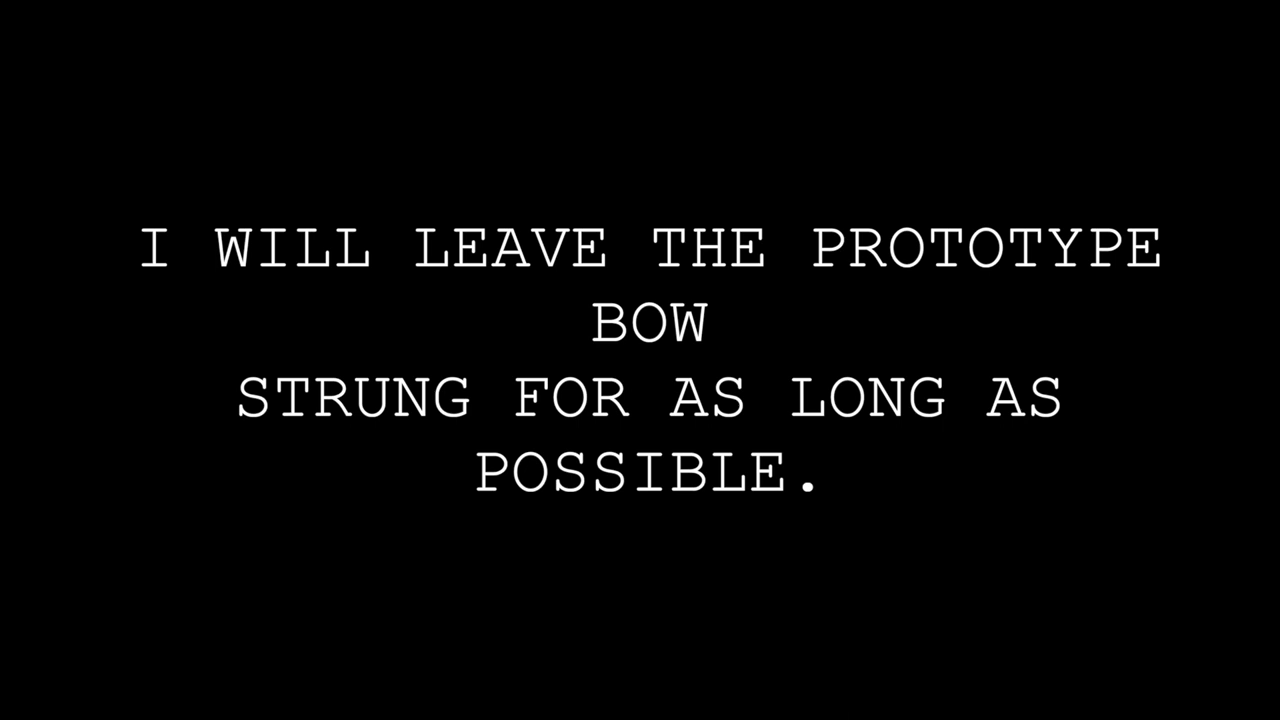 I WILL LEAVE THE PROTOTYPE
BOW
STRUNG FOR AS LONG AS
POSSIBLE.